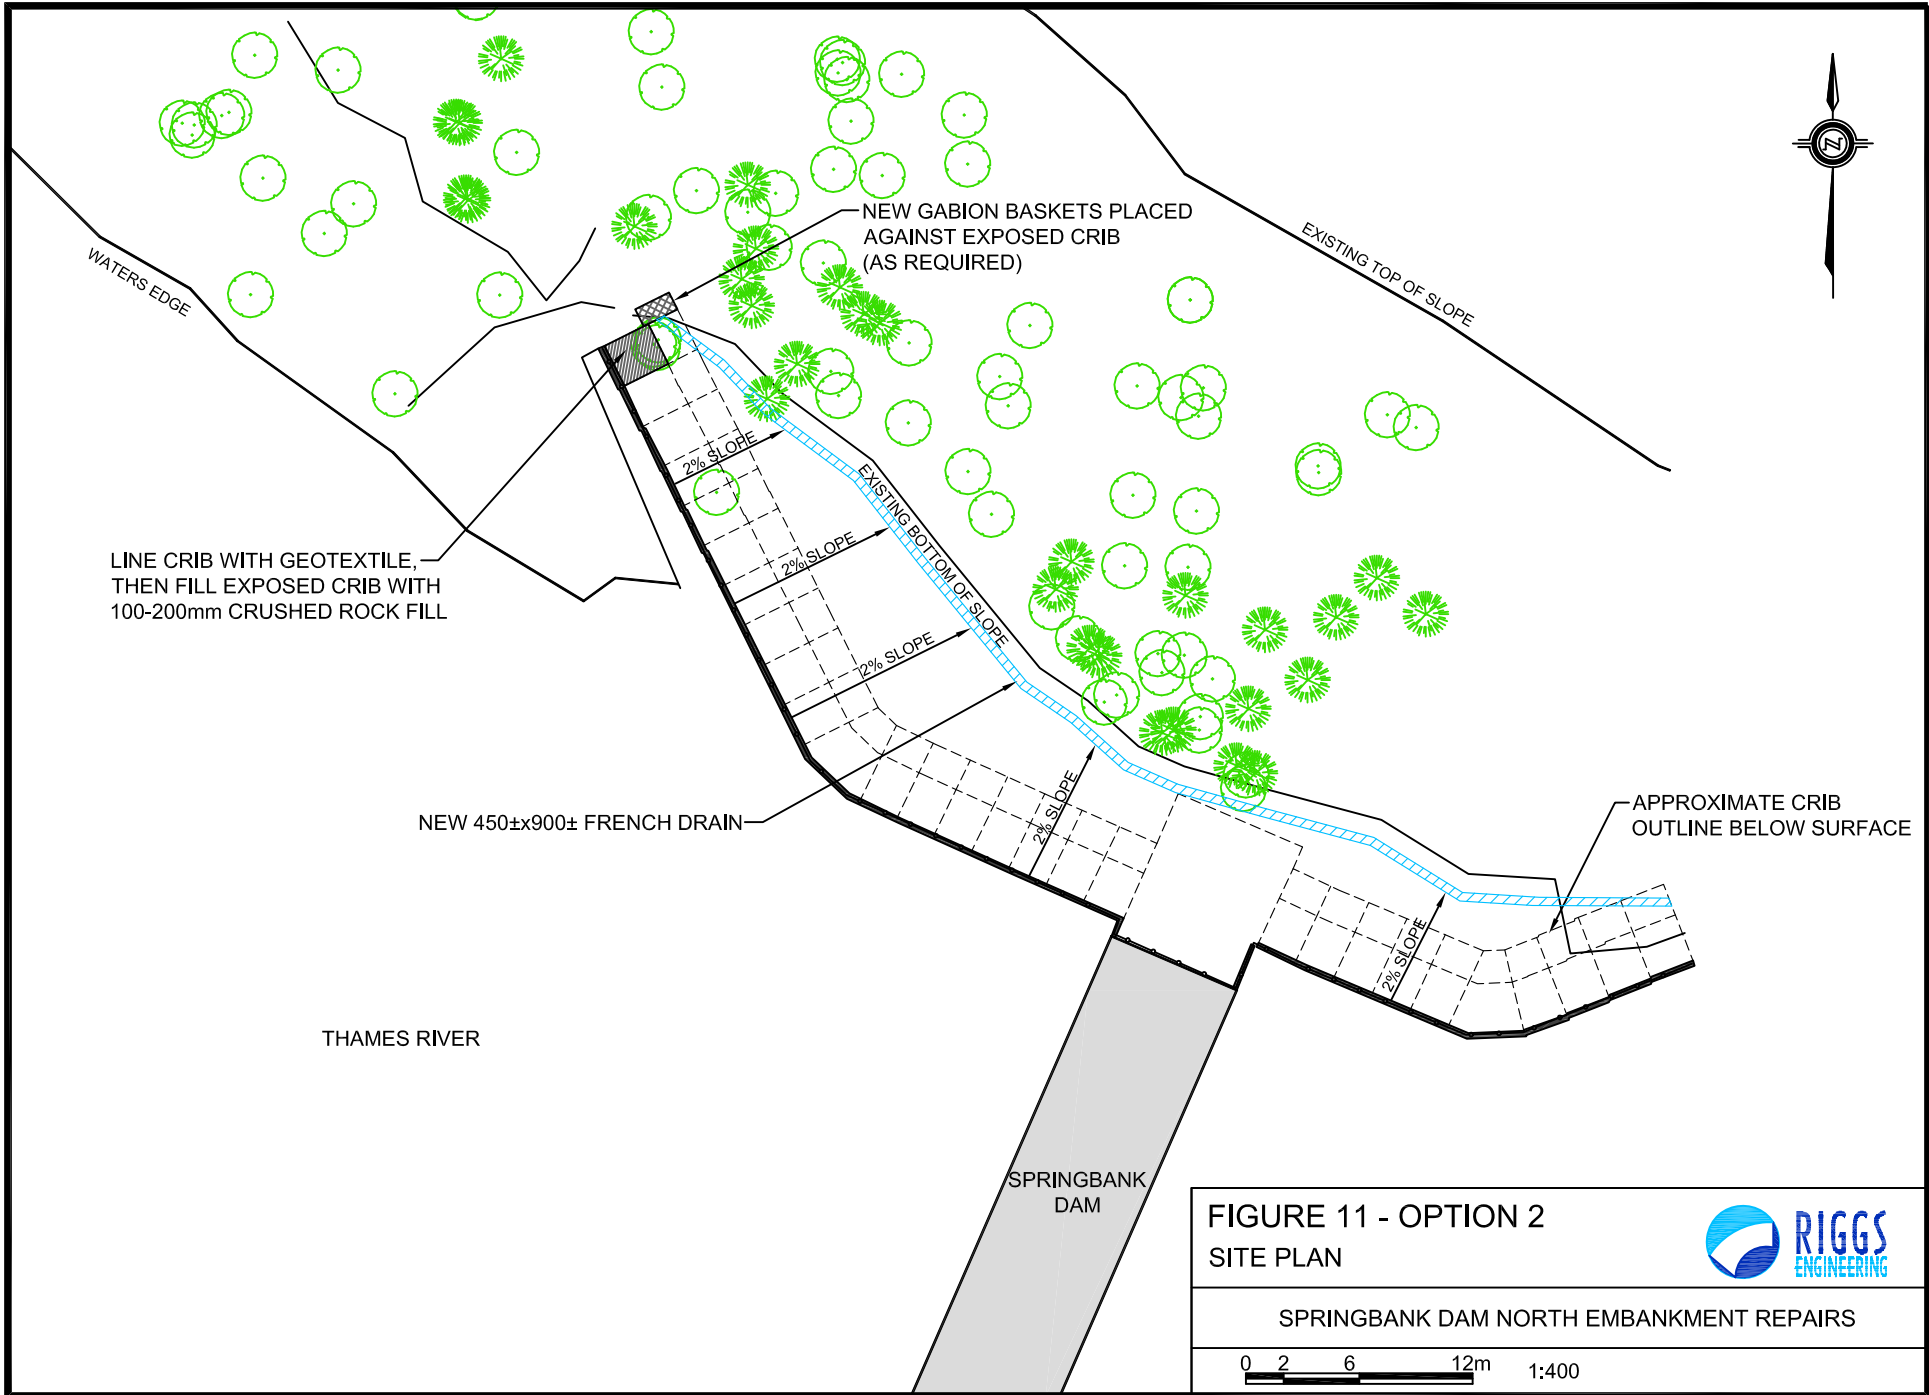 NEW GABION BASKETS PLACED
AGAINST EXPOSED CRIB
(AS REQUIRED)
N
WATERS EDGE
EXISTING TOP OF SLOPE
2% SLOPE
EXISTING BOTTOM OF SLOPE
2% SLOPE
LINE CRIB WITH GEOTEXTILE,
THEN FILL EXPOSED CRIB WITH
100-200mm CRUSHED ROCK FILL
2% SLOPE
NEW 450±x900± FRENCH DRAIN
2% SLOPE
APPROXIMATE CRIB
OUTLINE BELOW SURFACE
2% SLOPE
THAMES RIVER
SPRINGBANK
DAM
FIGURE 11 - OPTION 2
SITE PLAN
RIGGS
ENGINEERING
SPRINGBANK DAM NORTH EMBANKMENT REPAIRS
0 2 6 12m 1:400